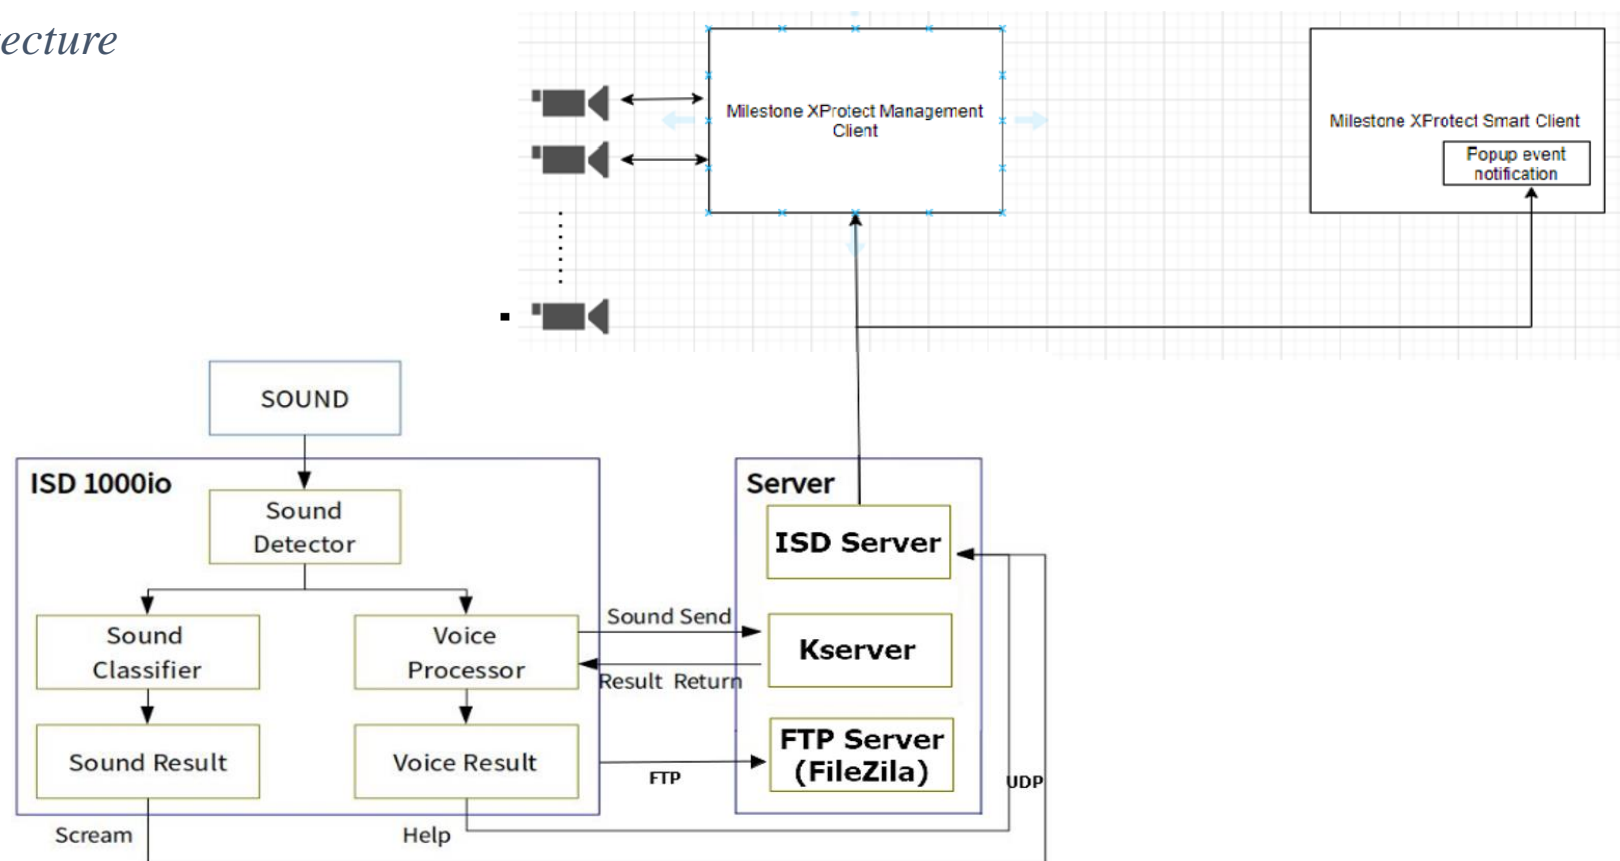 ecture
Milestone XProtect Management
Client
Milestone XProtect Smart Client
Popup event
notification
SOUND
ISD 1000io
Sound
Detector
Sound
Classifier
Voice
Processor
Sound Result
Voice Result
Scream
Help
Sound Send
Result Return
FTP
Server
ISD Server
Kserver
FTP Server
(FileZila)
UDP